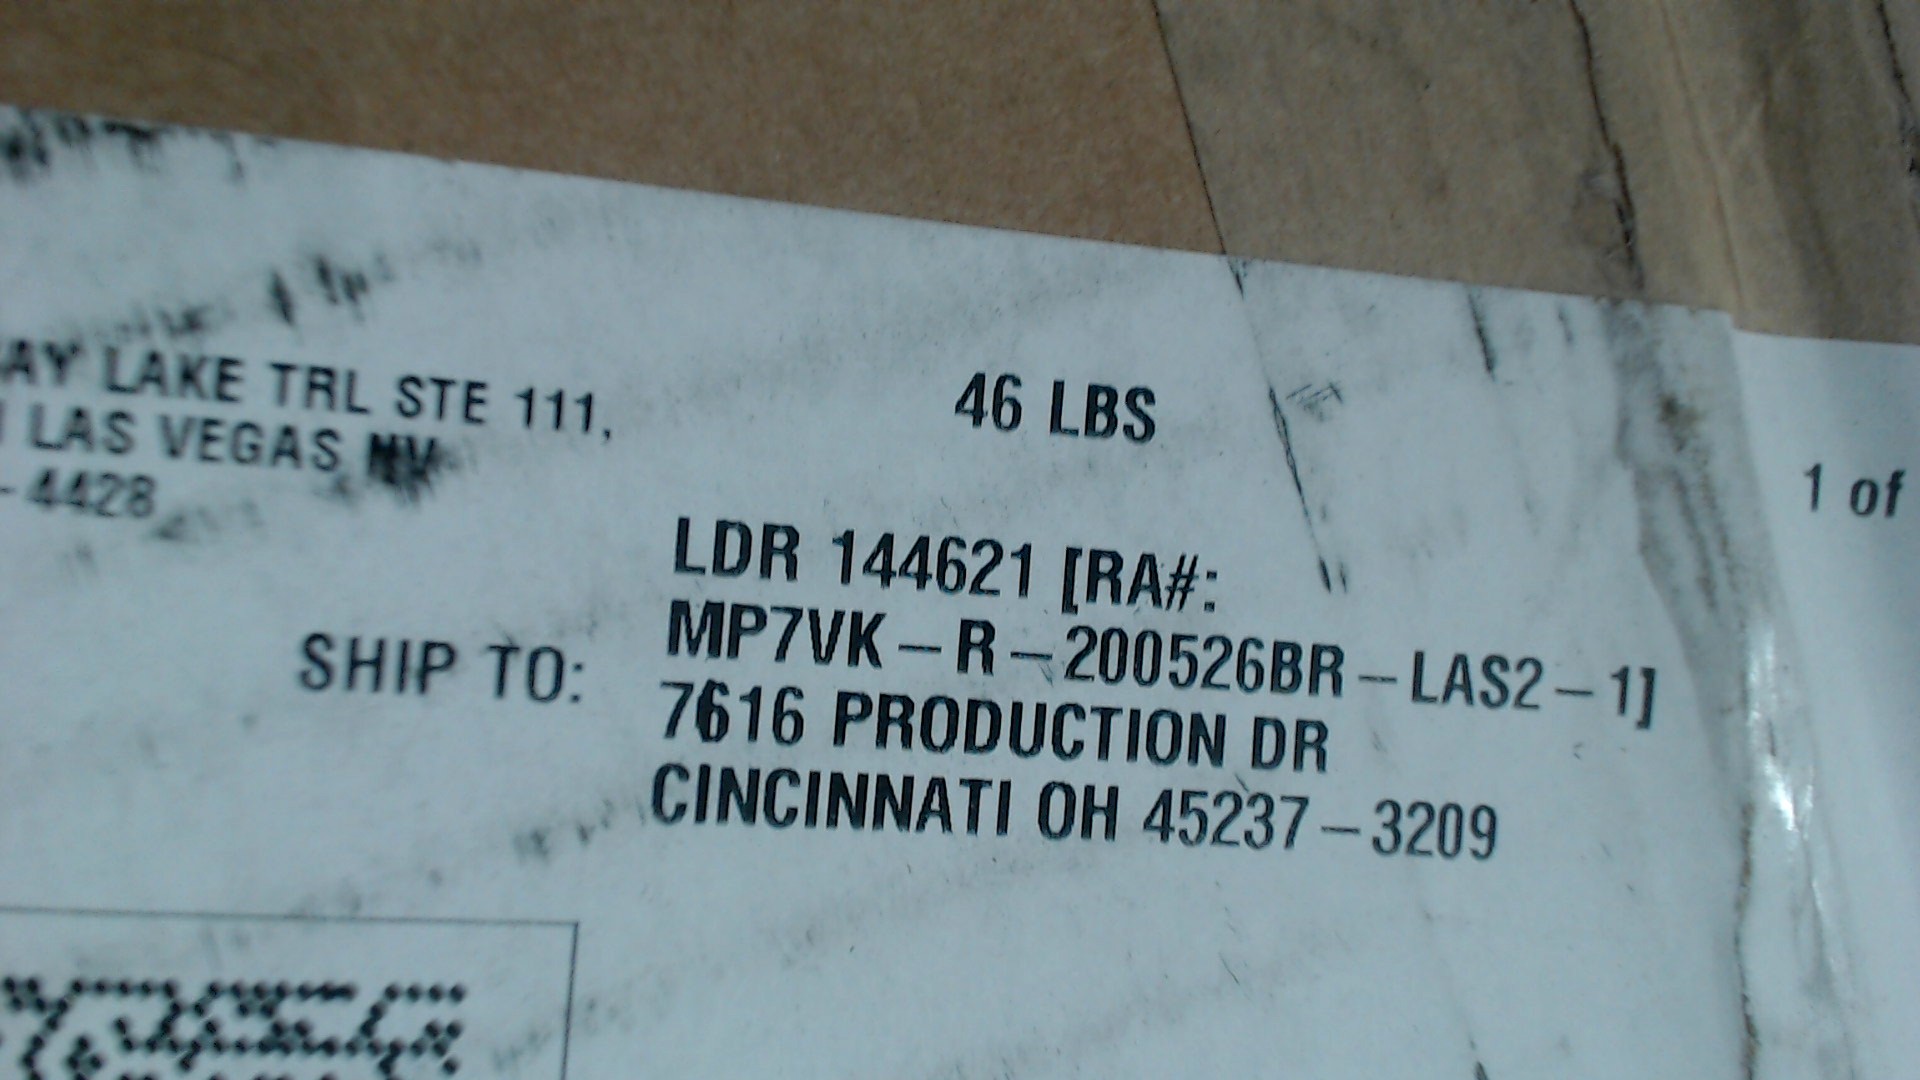 AY LAKE TRL STE 111,
LAS VEGAS NV
-4428
46 LBS
1 of
SHIP TO:
LDR 144621 [RA#:
MP7VK-R-200526BR-LAS2-1]
7616 PRODUCTION DR
CINCINNATI OH 45237-3209